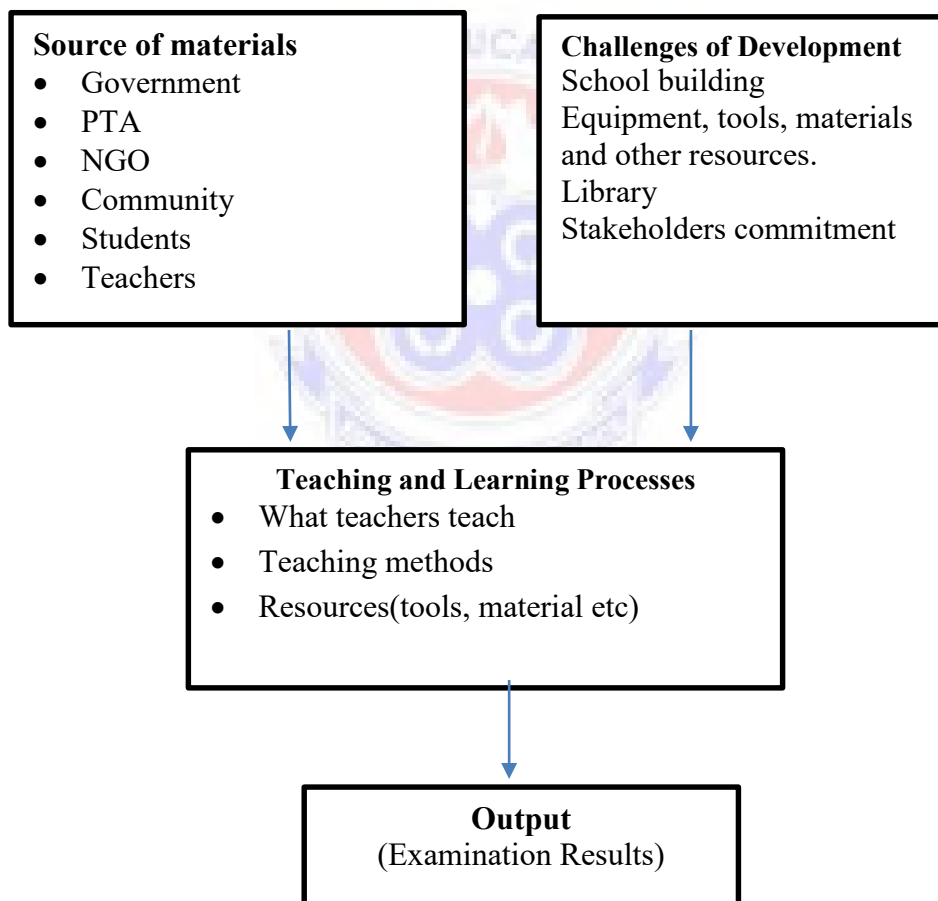 Source of materials
• Government
• PTA
• NGO
• Community
• Students
• Teachers
Challenges of Development
School building
Equipment, tools, materials
and other resources.
Library
Stakeholders commitment
Teaching and Learning Processes
• What teachers teach
• Teaching methods
• Resources(tools, material etc)
Output
(Examination Results)